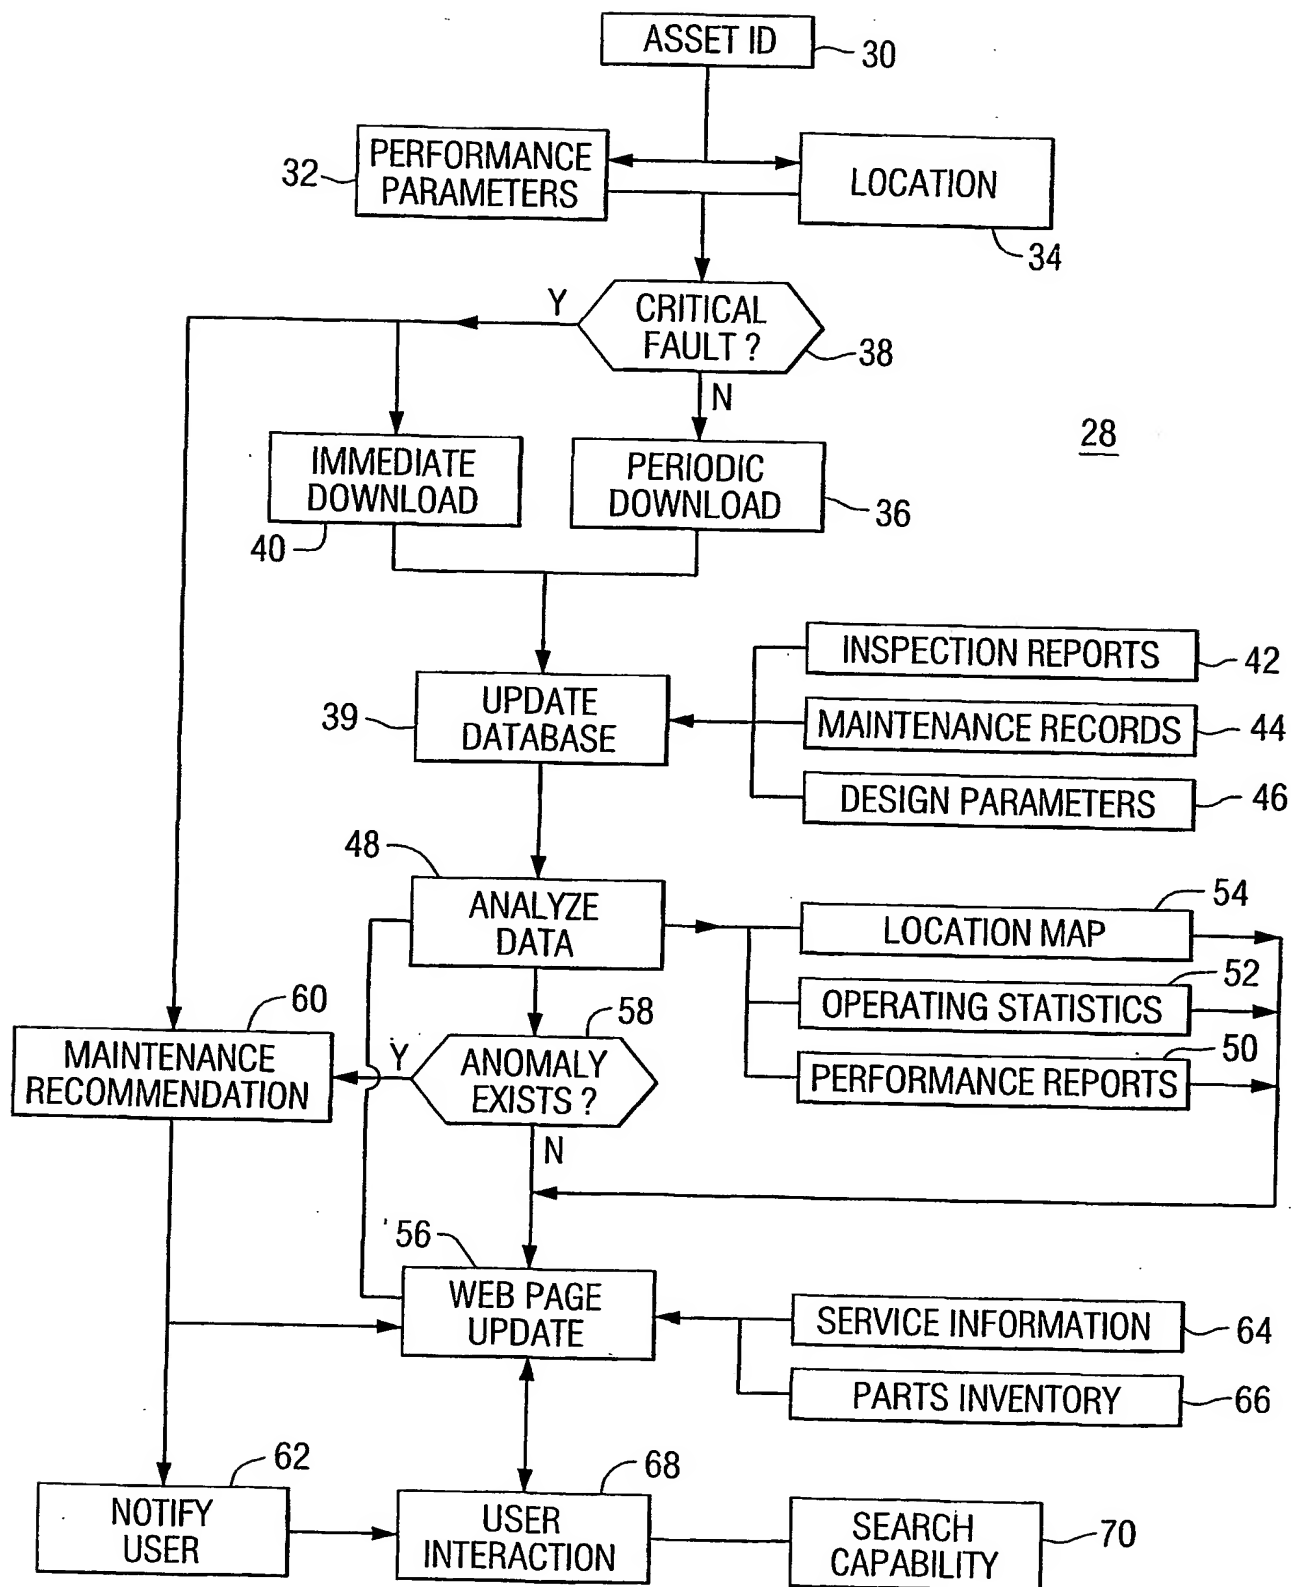 ASSET ID
30
PERFORMANCE
PARAMETERS
32
LOCATION
34
CRITICAL
FAULT ?
38
Y
N
28
IMMEDIATE
DOWNLOAD
40
PERIODIC
DOWNLOAD
36
INSPECTION REPORTS
42
UPDATE
DATABASE
39
MAINTENANCE RECORDS
44
DESIGN PARAMETERS
46
48
ANALYZE
DATA
54
LOCATION MAP
52
OPERATING STATISTICS
50
PERFORMANCE REPORTS
60
MAINTENANCE
RECOMMENDATION
58
Y
ANOMALY
EXISTS ?
N
56
WEB PAGE
UPDATE
SERVICE INFORMATION
64
PARTS INVENTORY
66
62
NOTIFY
USER
68
USER
INTERACTION
SEARCH
CAPABILITY
70